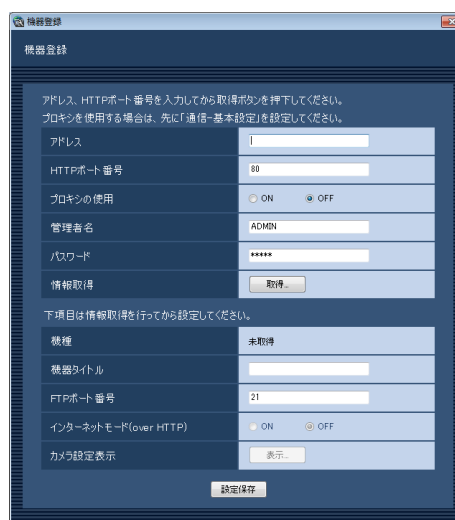 機器登録
機器登録
アドレス、HTTPポート番号を入力してから取得ボタンを押下してください。
プロキシを使用する場合は、先に「通信-基本設定」を設定してください。
アドレス
HTTPポート番号 80
プロキシの使用 ON OFF
管理者名 ADMIN
パスワード *****
情報取得 取得...
下項目は情報取得を行ってから設定してください。
機種 未取得
機器タイトル
FTPポート番号 21
インターネットモード(over HTTP) ON OFF
カメラ設定表示 表示...
設定保存